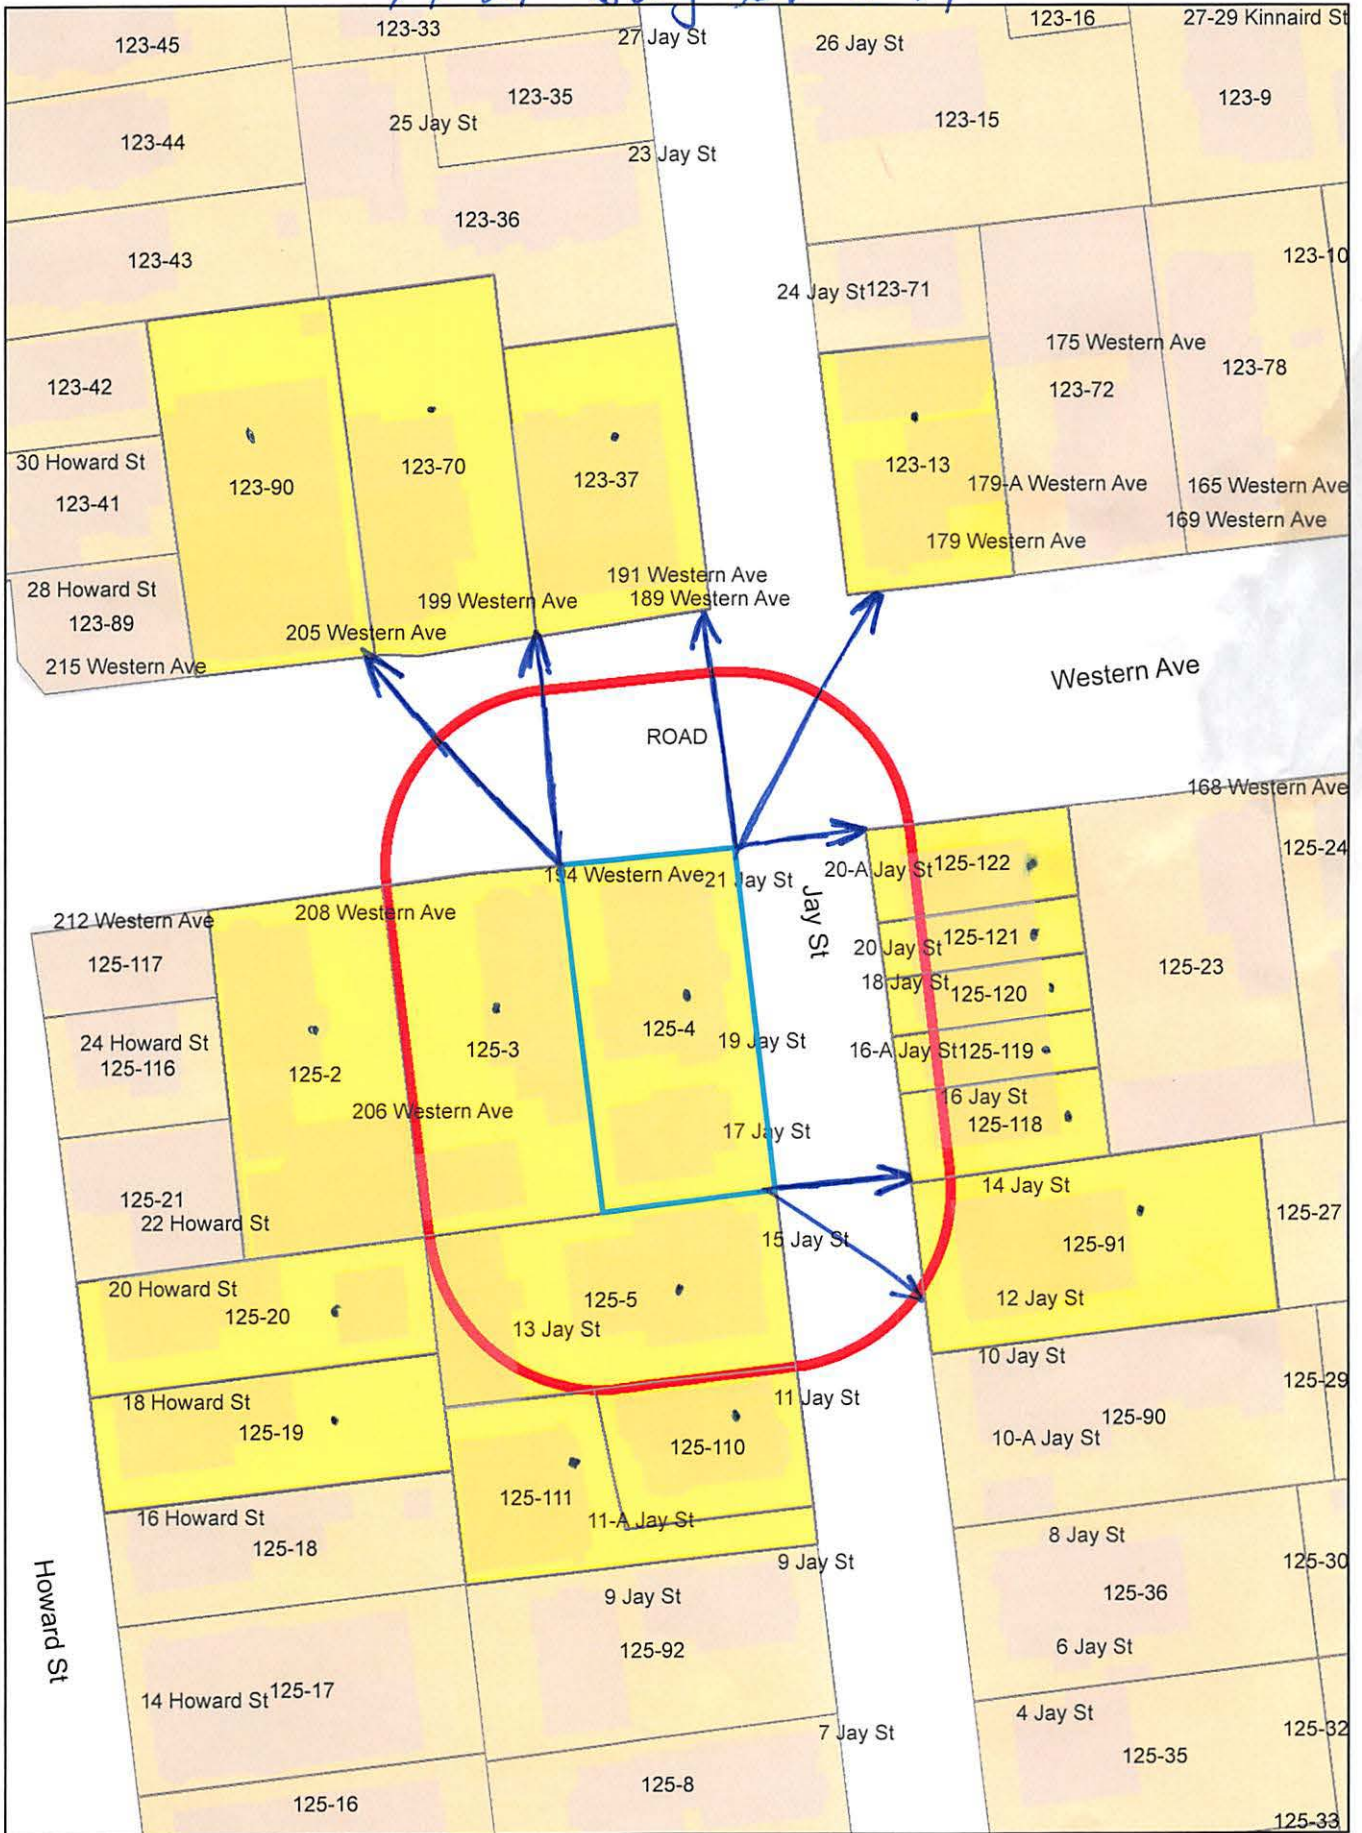 123-45
123-33
27 Jay St
26 Jay St
123-16
27-29 Kinnaird St
123-35
123-9
25 Jay St
123-15
123-44
23 Jay St
123-36
123-43
123-10
24 Jay St 123-71
175 Western Ave
123-78
123-42
123-72
30 Howard St
123-41
123-90
123-70
123-37
123-13
179-A Western Ave
165 Western Ave
169 Western Ave
179 Western Ave
28 Howard St
123-89
191 Western Ave
189 Western Ave
199 Western Ave
205 Western Ave
215 Western Ave
Western Ave
ROAD
168 Western Ave
125-24
194 Western Ave
21 Jay St
20-A Jay St 125-122
Jay St
212 Western Ave
208 Western Ave
20 Jay St 125-121
125-117
125-23
18 Jay St
125-120
125-4
19 Jay St
24 Howard St
125-116
125-3
16-A Jay St 125-119
125-2
16 Jay St
125-118
206 Western Ave
17 Jay St
125-21
22 Howard St
14 Jay St
125-27
15 Jay St
125-91
20 Howard St
125-20
125-5
12 Jay St
13 Jay St
10 Jay St
125-29
18 Howard St
125-19
11 Jay St
125-90
10-A Jay St
125-110
125-111
11-A Jay St
16 Howard St
125-18
8 Jay St
9 Jay St
125-30
9 Jay St
125-36
Howard St
125-92
6 Jay St
14 Howard St 125-17
4 Jay St
7 Jay St
125-32
125-35
125-8
125-16
125-33